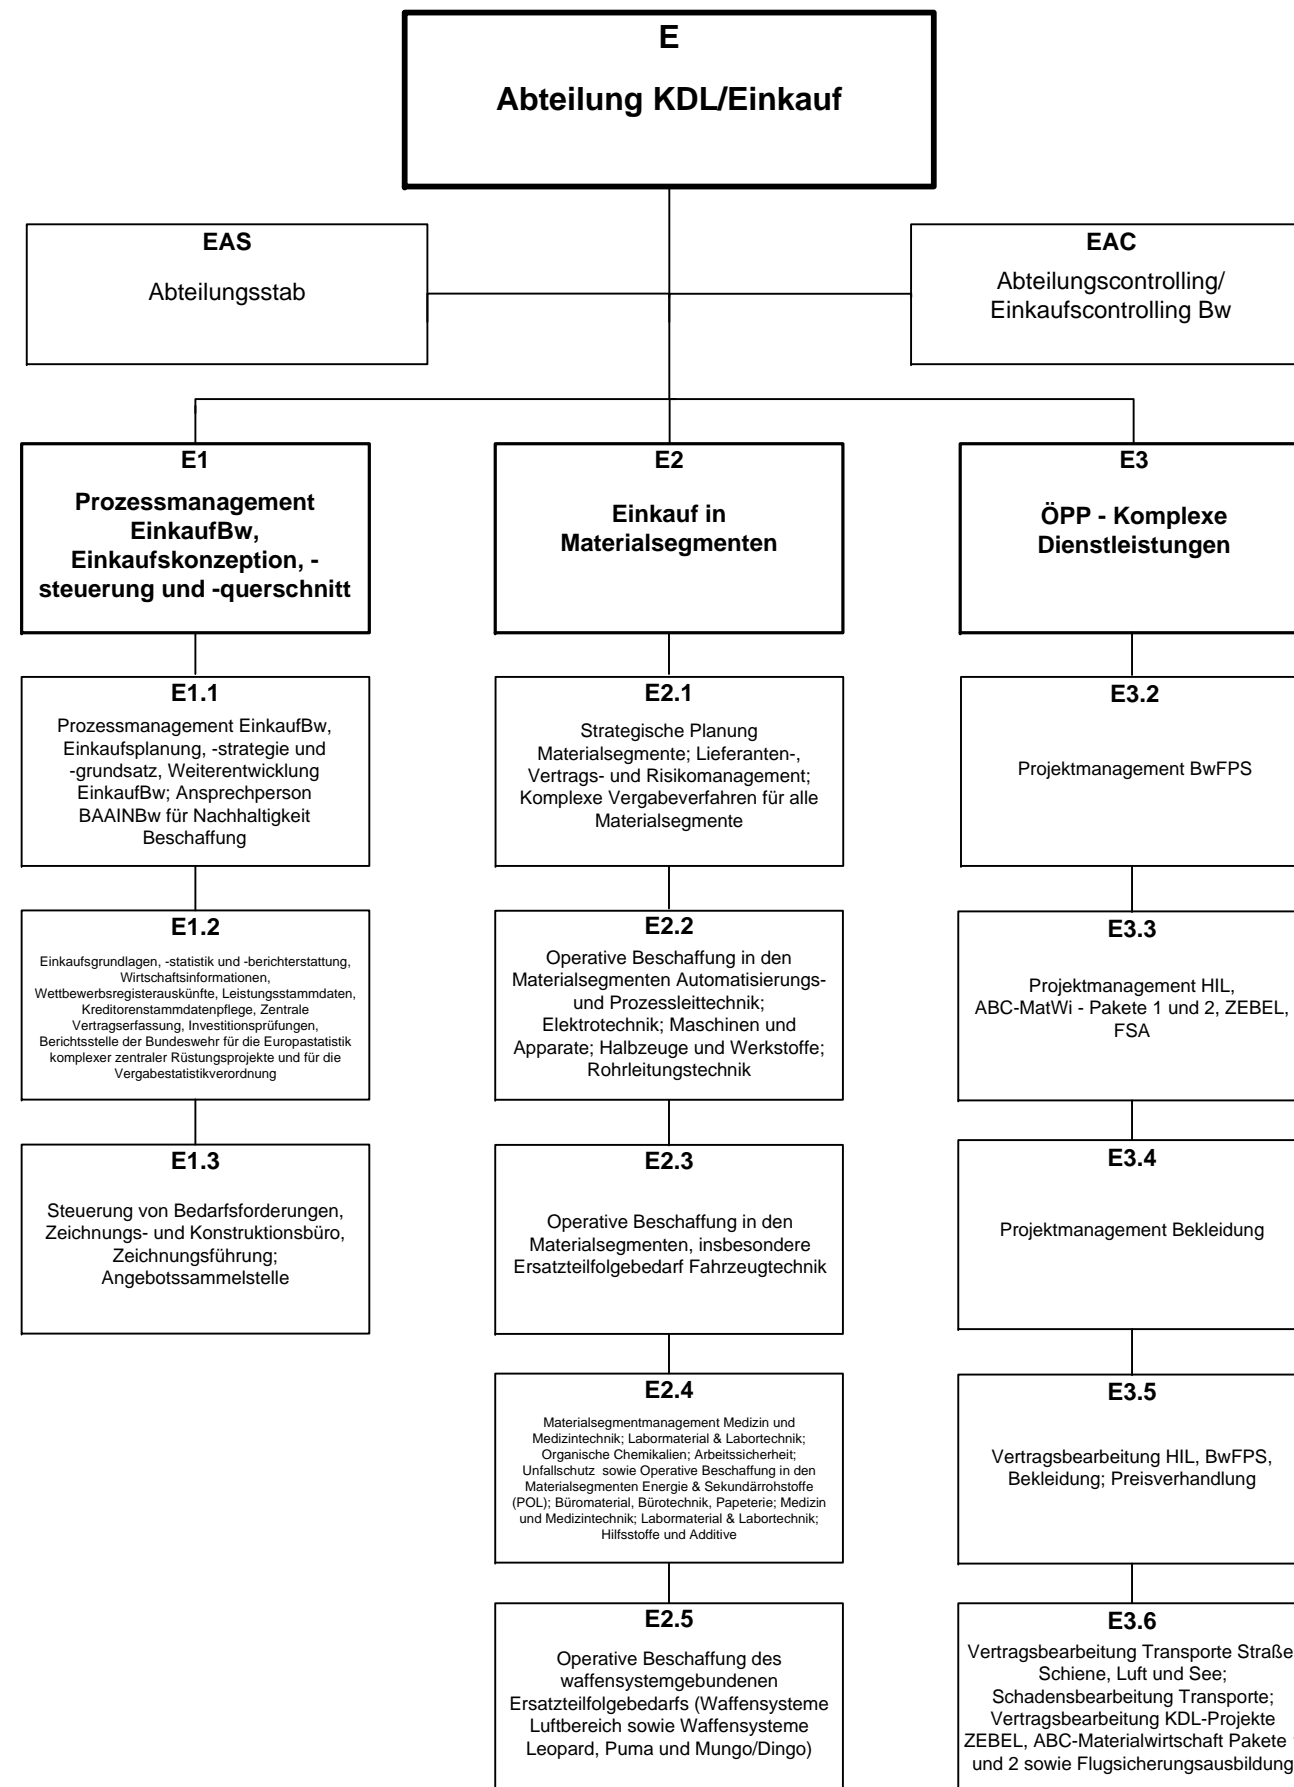 E
Abteilung KDL/Einkauf
EAS
Abteilungsstab
EAC
Abteilungscontrolling/
Einkaufscontrolling Bw
E1
Prozessmanagement
EinkaufBw,
Einkaufskonzeption, -
steuerung und -querschnitt
E2
Einkauf in
Materialsegmenten
E3
ÖPP - Komplexe
Dienstleistungen
E1.1
Prozessmanagement EinkaufBw,
Einkaufsplanung, -strategie und
-grundsatz, Weiterentwicklung
EinkaufBw; Ansprechperson
BAAINBw für Nachhaltigkeit
Beschaffung
E2.1
Strategische Planung
Materialsegmente; Lieferanten-,
Vertrags- und Risikomanagement;
Komplexe Vergabeverfahren für alle
Materialsegmente
E3.2
Projektmanagement BwFPS
E1.2
Einkaufsgrundlagen, -statistik und -berichterstattung,
Wirtschaftsinformationen,
Wettbewerbsregisterauskünfte, Leistungsstammdaten,
Kreditorenstammdatenpflege, Zentrale
Vertragserfassung, Investitionsprüfungen,
Berichtsstelle der Bundeswehr für die Europastatistik
komplexer zentraler Rüstungsprojekte und für die
Vergabestatistikverordnung
E2.2
Operative Beschaffung in den
Materialsegmenten Automatisierungs-
und Prozessleittechnik;
Elektrotechnik; Maschinen und
Apparate; Halbzeuge und Werkstoffe;
Rohrleitungstechnik
E3.3
Projektmanagement HIL,
ABC-MatWi - Pakete 1 und 2, ZEBEL,
FSA
E1.3
Steuerung von Bedarfsforderungen,
Zeichnungs- und Konstruktionsbüro,
Zeichnungsführung;
Angebotssammelstelle
E2.3
Operative Beschaffung in den
Materialsegmenten, insbesondere
Ersatzteilfolgebedarf Fahrzeugtechnik
E3.4
Projektmanagement Bekleidung
E2.4
Materialsegmentmanagement Medizin und
Medizintechnik; Labormaterial & Labortechnik;
Organische Chemikalien; Arbeitssicherheit;
Unfallschutz sowie Operative Beschaffung in den
Materialsegmenten Energie & Sekundärrohstoffe
(POL); Büromaterial, Bürotechnik, Papeterie; Medizin
und Medizintechnik; Labormaterial & Labortechnik;
Hilfsstoffe und Additive
E3.5
Vertragsbearbeitung HIL, BwFPS,
Bekleidung; Preisverhandlung
E2.5
Operative Beschaffung des
waffensystemgebundenen
Ersatzteilfolgebedarfs (Waffensysteme
Luftbereich sowie Waffensysteme
Leopard, Puma und Mungo/Dingo)
E3.6
Vertragsbearbeitung Transporte Straße
Schiene, Luft und See;
Schadensbearbeitung Transporte;
Vertragsbearbeitung KDL-Projekte
ZEBEL, ABC-Materialwirtschaft Pakete
und 2 sowie Flugsicherungsausbildung